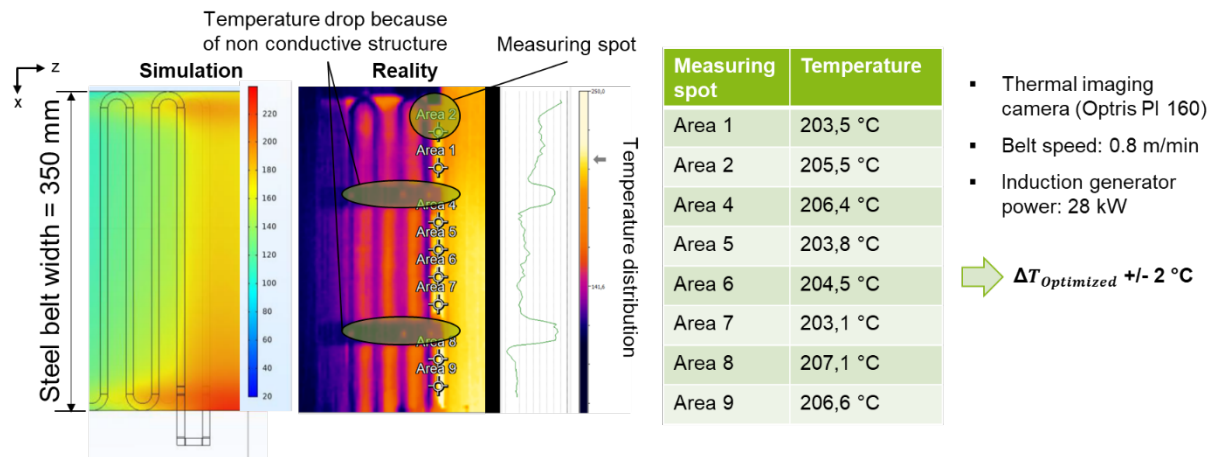 Temperature drop because
of non conductive structure
Measuring spot
z
x
Simulation
Reality
Steel belt width = 350 mm
220
200
180
160
140
120
100
80
60
40
20
Area 2
Area 1
Area 4
Area 5
Area 6
Area 7
Area 8
Area 9
250,0
141,6
Temperature distribution
Measuring spot
Temperature
Area 1 203,5 °C
Area 2 205,5 °C
Area 4 206,4 °C
Area 5 203,8 °C
Area 6 204,5 °C
Area 7 203,1 °C
Area 8 207,1 °C
Area 9 206,6 °C
▪ Thermal imaging
camera (Optris PI 160)
▪ Belt speed: 0.8 m/min
▪ Induction generator
power: 28 kW
ΔT_Optimized +/- 2 °C